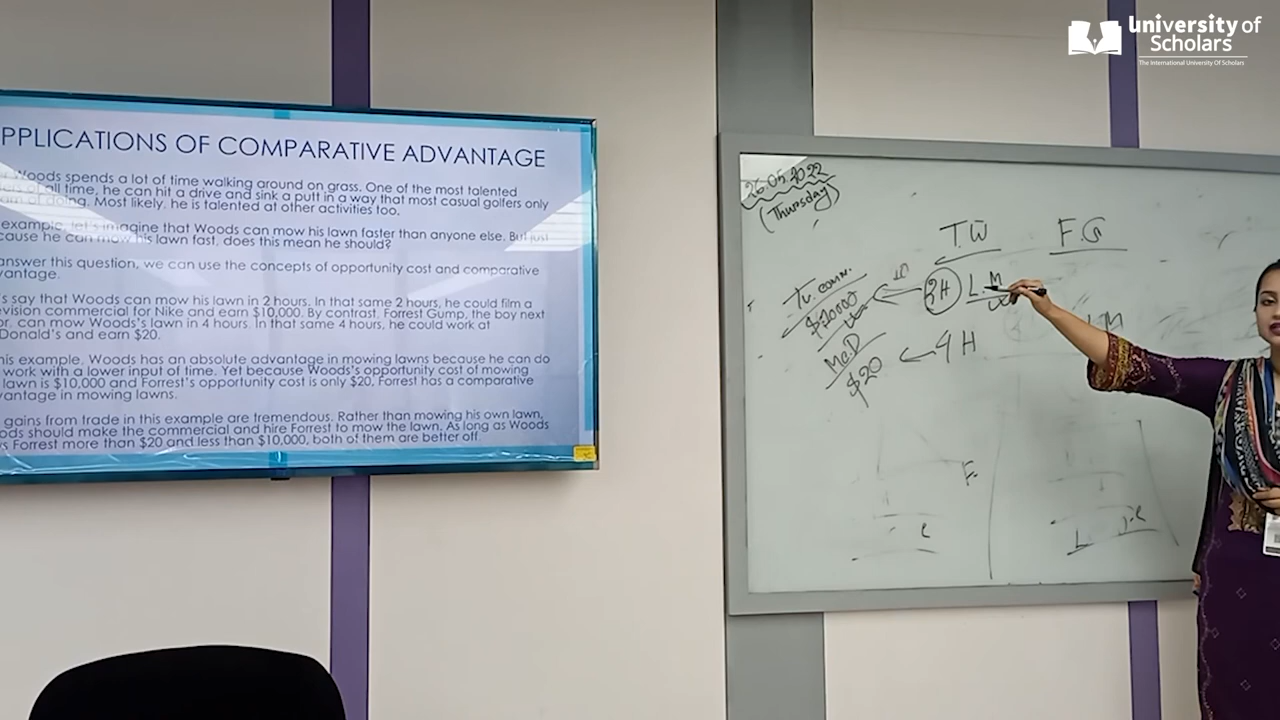 University of
Scholars
The International University Of Scholars
PPLICATIONS OF COMPARATIVE ADVANTAGE
Woods spends a lot of time walking around on grass. One of the most talented
of all time, he can hit a drive and sink a putt in a way that most casual golfers only
am of doing. Most likely, he is talented at other activities too.
example, let's imagine that Woods can mow his lawn faster than anyone else. But just
cause he can mow his lawn fast, does this mean he should?
answer this question, we can use the concepts of opportunity cost and comparative
vantage.
's say that Woods can mow his lawn in 2 hours. In that same 2 hours, he could film a
evision commercial for Nike and earn $10,000. By contrast, Forrest Gump, the boy next
or, can mow Woods's lawn in 4 hours. In that same 4 hours, he could work at
Donald's and earn $20.
his example, Woods has an absolute advantage in mowing lawns because he can do
work with a lower input of time. Yet because Woods's opportunity cost of mowing
lawn is $10,000 and Forrest's opportunity cost is only $20, Forrest has a comparative
vantage in mowing lawns.
gains from trade in this example are tremendous. Rather than mowing his own lawn,
ods should make the commercial and hire Forrest to mow the lawn. As long as Woods
s Forrest more than $20 and less than $10,000, both of them are better off
26.05.2022
(Thursday)
T.W F.G
Tv. comm.
$10000 2H L.M
Mc.D
$20 4H